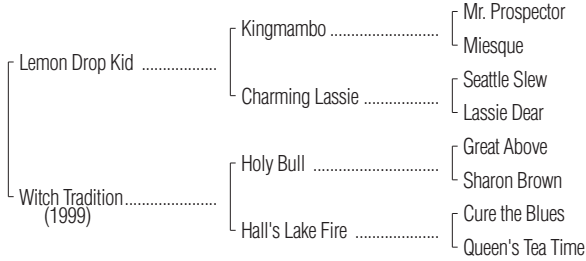 Mr. Prospector
Kingmambo ........................
Miesque
Lemon Drop Kid ................
Seattle Slew
Charming Lassie .................
Lassie Dear
Great Above
Holy Bull ............................
Sharon Brown
Witch Tradition....................
(1999)
Cure the Blues
Hall's Lake Fire ..................
Queen's Tea Time